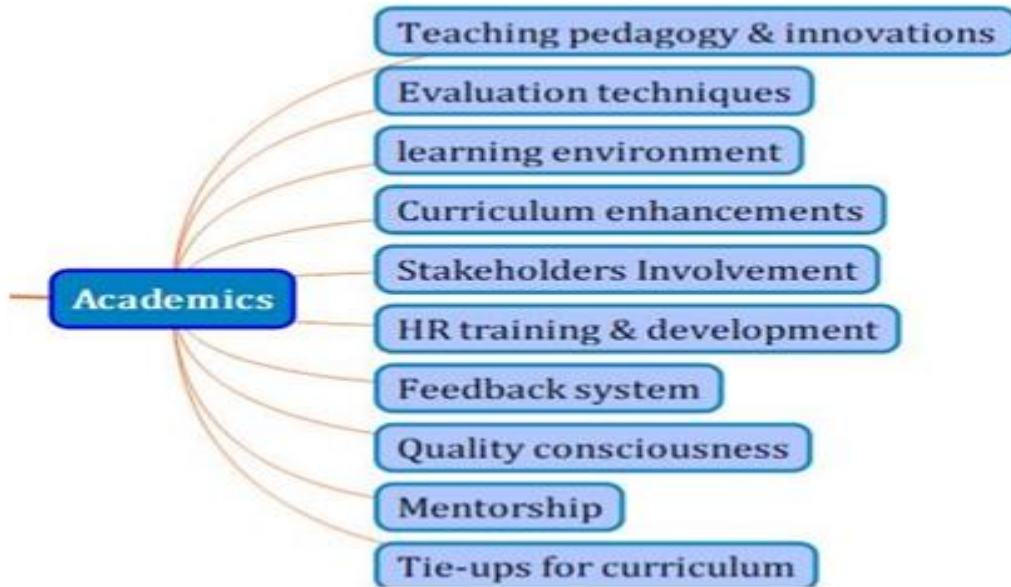 Teaching pedagogy & innovations
Evaluation techniques
learning environment
Curriculum enhancements
Stakeholders Involvement
Academics
HR training & development
Feedback system
Quality consciousness
Mentorship
Tie-ups for curriculum